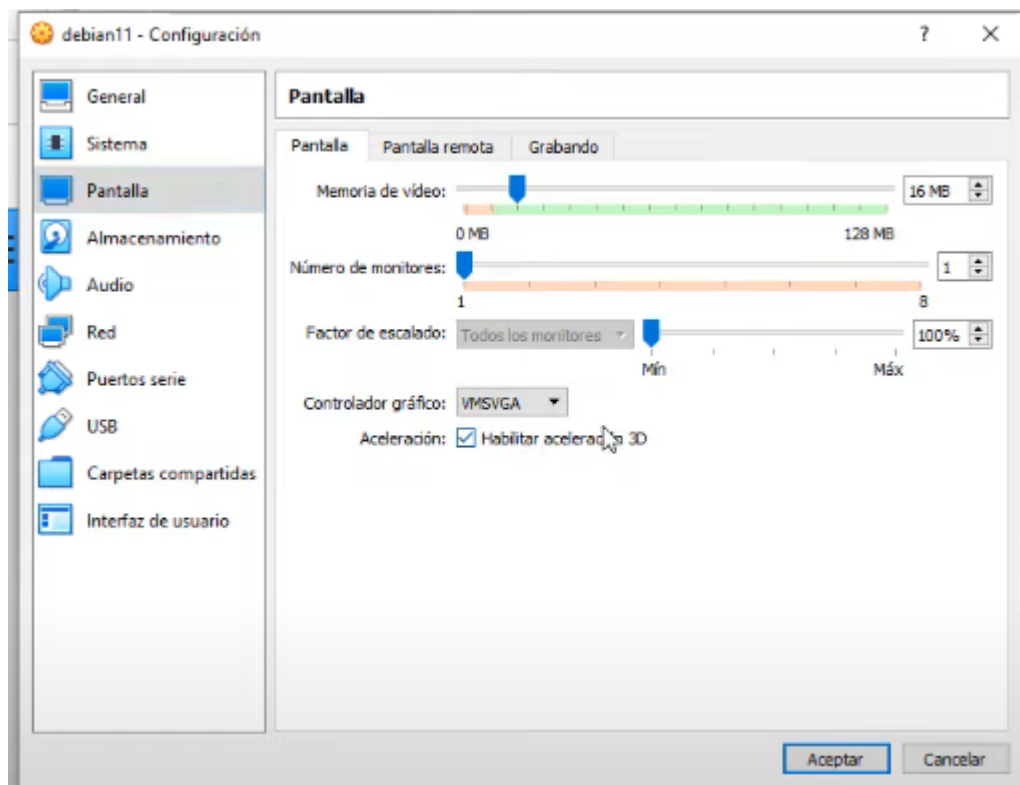 debian11 - Configuración
?
General
Sistema
Pantalla
Almacenamiento
Audio
Red
Puertos serie
USB
Carpetas compartidas
Interfaz de usuario
Pantalla
Pantalla Pantalla remota Grabando
Memoria de vídeo: 16 MB
0 MB 128 MB
Número de monitores: 1
1 8
Factor de escalado: Todos los monitores 100%
Mín Máx
Controlador gráfico: VMSVGA
Aceleración: Habilitar aceleración 3D
Aceptar Cancelar